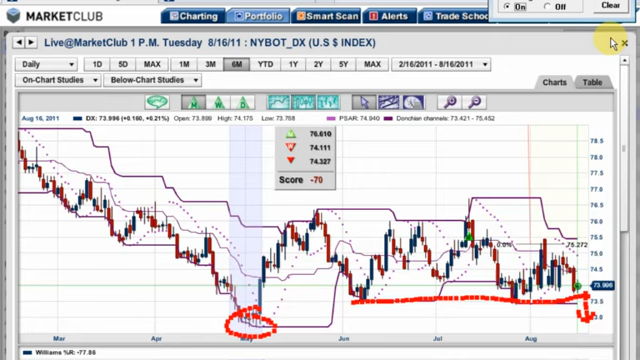 On Off Clear
MARKETCLUB Charting Portfolio Smart Scan Alerts Trade School
Live@MarketClub 1 P.M. Tuesday 8/16/11 : NYBOT_DX (U.S $ INDEX)
Daily 1D 5D MAX 1M 3M 6M YTD 1Y 2Y 5Y MAX 2/16/2011 - 8/16/2011
On-Chart Studies Below-Chart Studies Charts Table
M W D
Aug 16, 2011 DX: 73.996 (+0.160, +0.21%) Open: 73.899 High: 74.175 Low: 73.758 PSAR: 74.940 Donchian channels: 73.421 - 75.452
76.610
74.111
74.327
Score -70
78.5
77.5
77.0
76.5
76.0
75.5
0.0% 75.272
75.0
74.5
73.996
73.5
73.0
Mar Apr May Jun Jul Aug
Williams %R: -77.86